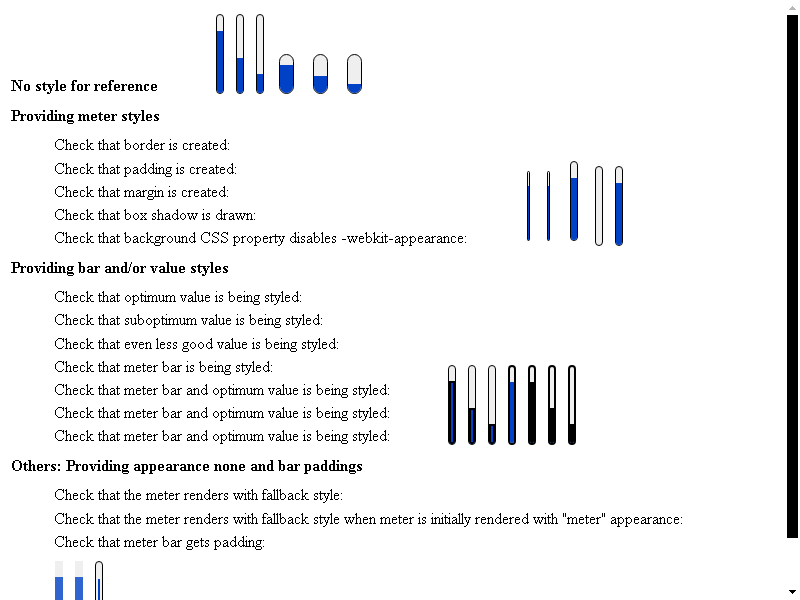 No style for reference
Providing meter styles
Check that border is created:
Check that padding is created:
Check that margin is created:
Check that box shadow is drawn:
Check that background CSS property disables -webkit-appearance:
Providing bar and/or value styles
Check that optimum value is being styled:
Check that suboptimum value is being styled:
Check that even less good value is being styled:
Check that meter bar is being styled:
Check that meter bar and optimum value is being styled:
Check that meter bar and optimum value is being styled:
Check that meter bar and optimum value is being styled:
Others: Providing appearance none and bar paddings
Check that the meter renders with fallback style:
Check that the meter renders with fallback style when meter is initially rendered with "meter" appearance:
Check that meter bar gets padding: